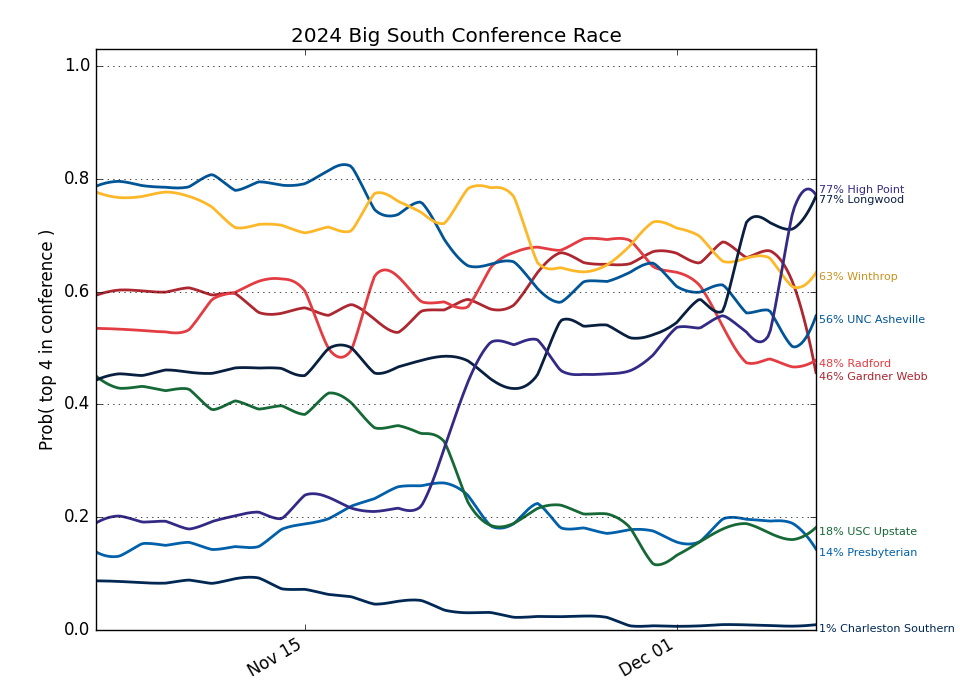 2024 Big South Conference Race
Prob( top 4 in conference )
1.0
0.8
0.6
0.4
0.2
0.0
Nov 15
Dec 01
77% High Point
77% Longwood
63% Winthrop
56% UNC Asheville
48% Radford
46% Gardner Webb
18% USC Upstate
14% Presbyterian
1% Charleston Southern